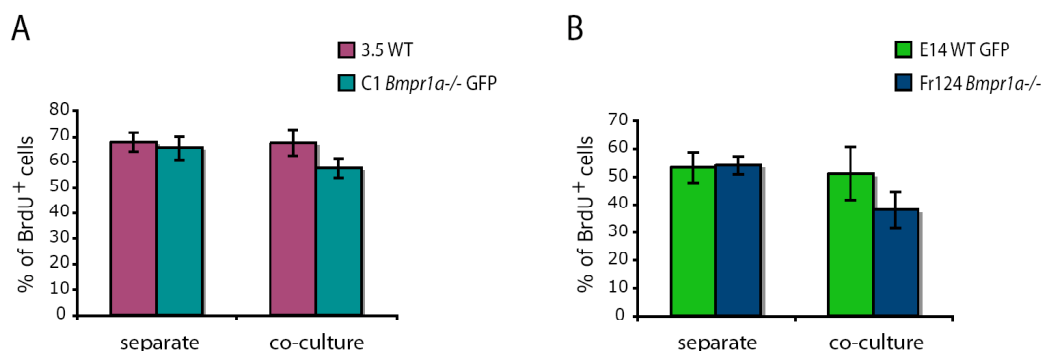 A
3.5 WT
C1 Bmpr1a-/- GFP
% of BrdU+ cells
80
70
60
50
40
30
20
10
0
separate
co-culture
B
E14 WT GFP
Fr124 Bmpr1a-/-
% of BrdU+ cells
70
60
50
40
30
20
10
0
separate
co-culture